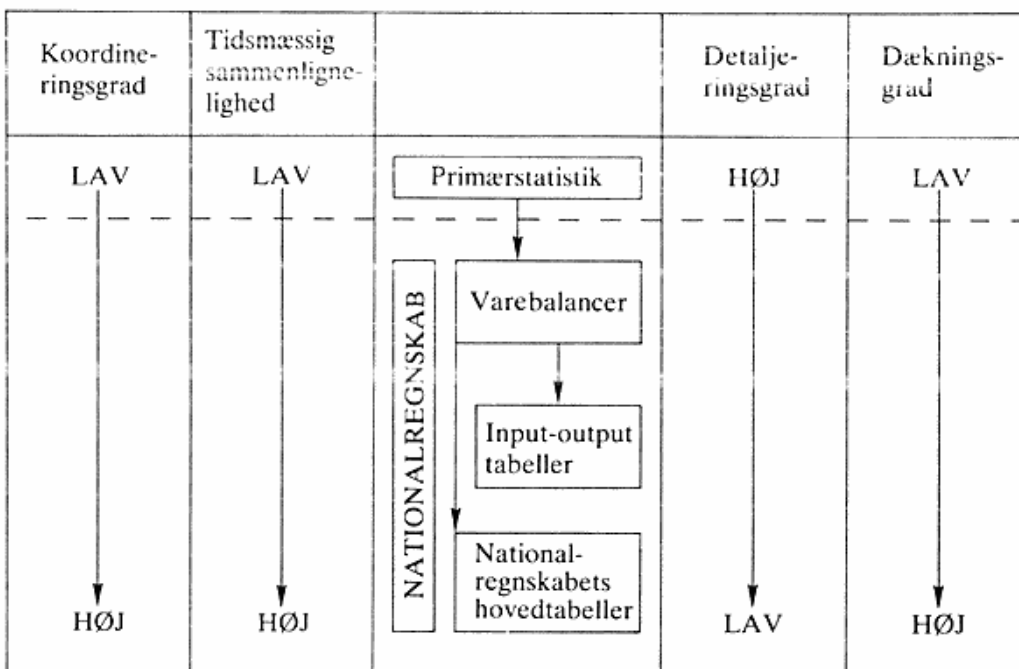 Koordine-
ringsgrad
Tidsmæssig
sammenligne-
lighed
Detalje-
ringsgrad
Dæknings-
grad
LAV
LAV
Primærstatistik
HØJ
LAV
NATIONALREGNSKAB
Varebalancer
Input-output
tabeller
National-
regnskabets
hovedtabeller
HØJ
HØJ
LAV
HØJ